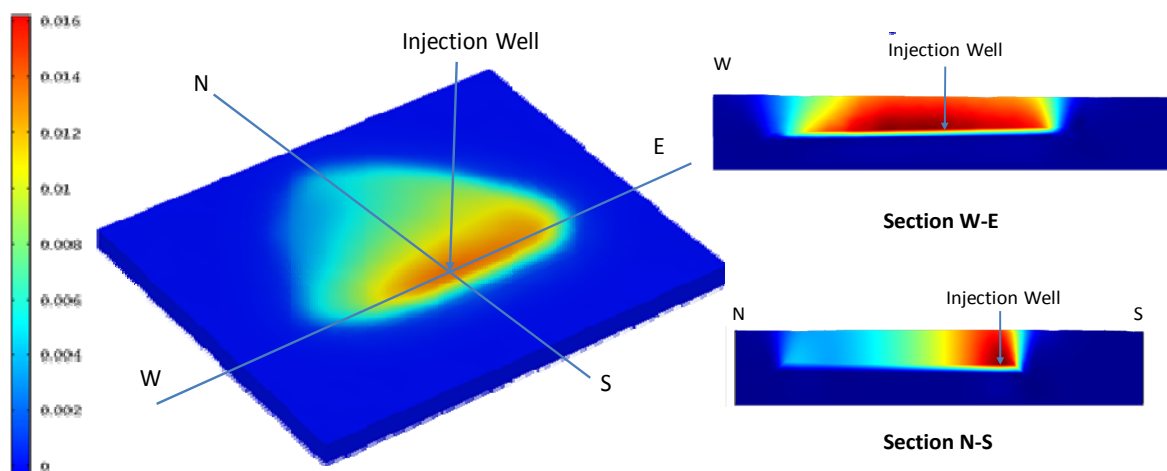 0.016
0.014
0.012
0.01
0.008
0.006
0.004
0.002
0
Injection Well
N
E
W
S
Injection Well
W
Section W-E
Injection Well
N
S
Section N-S